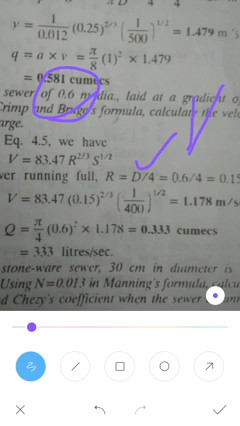 v = 1/0.012 (0.25)^2/3 (1/500)^1/2 = 1.479 m
q = a × v = π/8 (1)² × 1.479
= 0.581 cumecs
sewer of 0.6 m dia., laid at a gradient of
Crimp and Bruge's formula, calculate the
arge.
Eq. 4.5, we have
V = 83.47 R^2/3 S^1/2
ver running full, R = D/4 = 0.6/4 = 0.15
V = 83.47 (0.15)^2/3 (1/400)^1/2 = 1.178 m/s
Q = π/4 (0.6)² × 1.178 = 0.333 cumecs
= 333 litres/sec.
stone-ware sewer, 30 cm in diameter is
Using N=0.013 in Manning's formula,
d Chezy's coefficient when the sewer